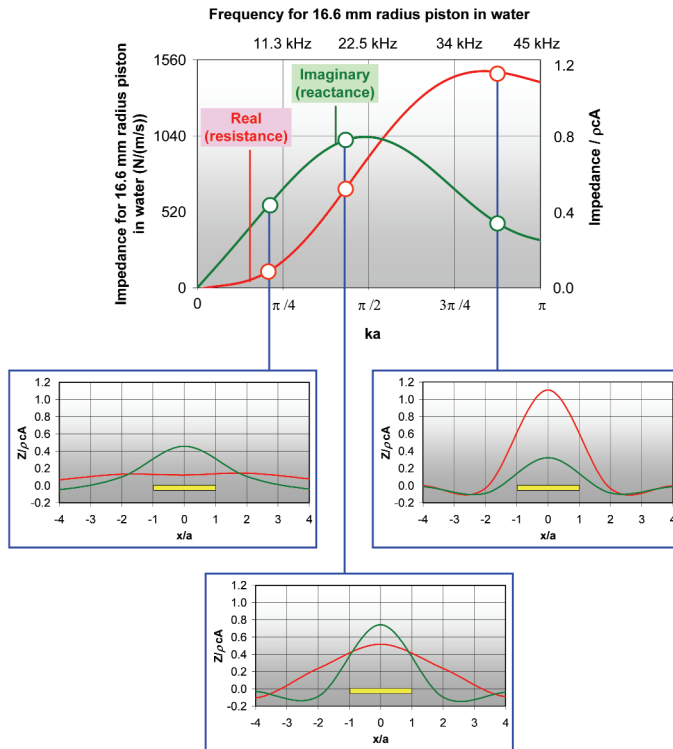 Frequency for 16.6 mm radius piston in water
11.3 kHz 22.5 kHz 34 kHz 45 kHz
Impedance for 16.6 mm radius piston
in water (N/(m/s))
1560
1040
520
0
Real
(resistance)
Imaginary
(reactance)
1.2
0.8
0.4
0.0
Impedance / ρcA
0 π /4 π /2 3π /4 π
ka
Z/ρcA
1.2
1.0
0.8
0.6
0.4
0.2
0.0
-0.2
-4 -3 -2 -1 0 1 2 3 4
x/a
Z/ρcA
1.2
1.0
0.8
0.6
0.4
0.2
0.0
-0.2
-4 -3 -2 -1 0 1 2 3 4
x/a
Z/ρcA
1.2
1.0
0.8
0.6
0.4
0.2
0.0
-0.2
-4 -3 -2 -1 0 1 2 3 4
x/a